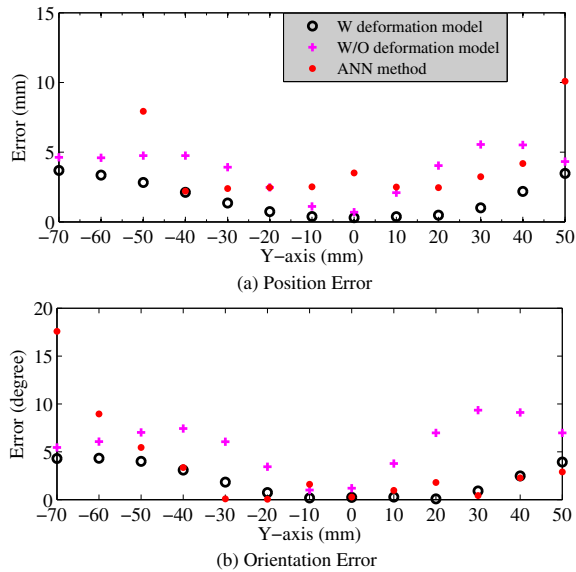 W deformation model
W/O deformation model
ANN method
15
10
5
0
Error (mm)
−70 −60 −50 −40 −30 −20 −10 0 10 20 30 40 50
Y−axis (mm)
(a) Position Error
20
15
10
5
0
Error (degree)
−70 −60 −50 −40 −30 −20 −10 0 10 20 30 40 50
Y−axis (mm)
(b) Orientation Error